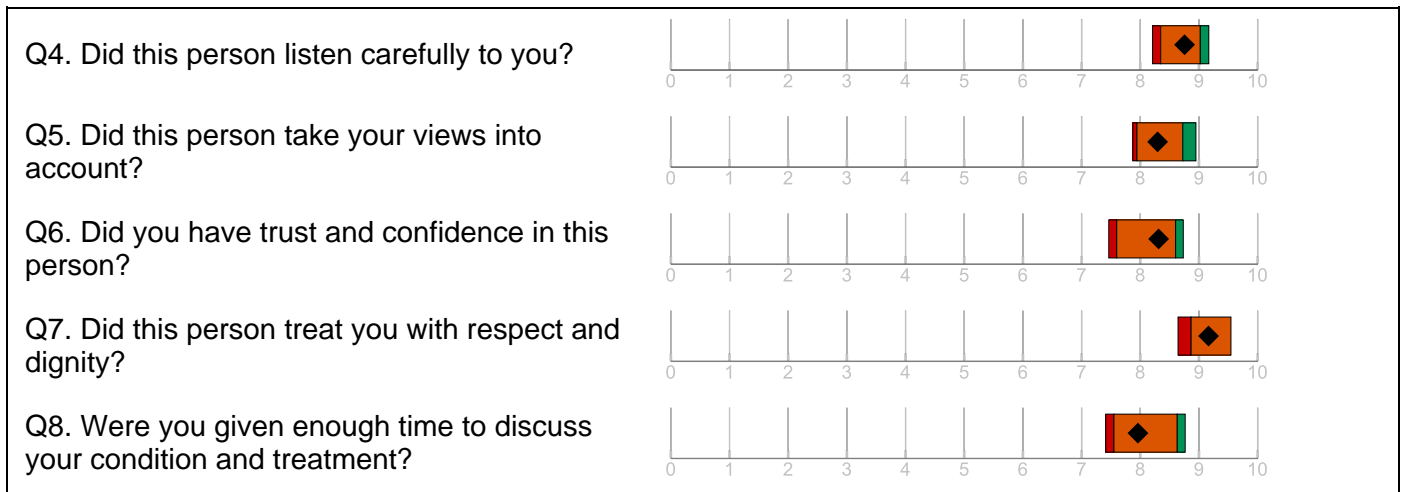 Q4. Did this person listen carefully to you?
0 1 2 3 4 5 6 7 8 9 10
Q5. Did this person take your views into
account?
0 1 2 3 4 5 6 7 8 9 10
Q6. Did you have trust and confidence in this
person?
0 1 2 3 4 5 6 7 8 9 10
Q7. Did this person treat you with respect and
dignity?
0 1 2 3 4 5 6 7 8 9 10
Q8. Were you given enough time to discuss
your condition and treatment?
0 1 2 3 4 5 6 7 8 9 10